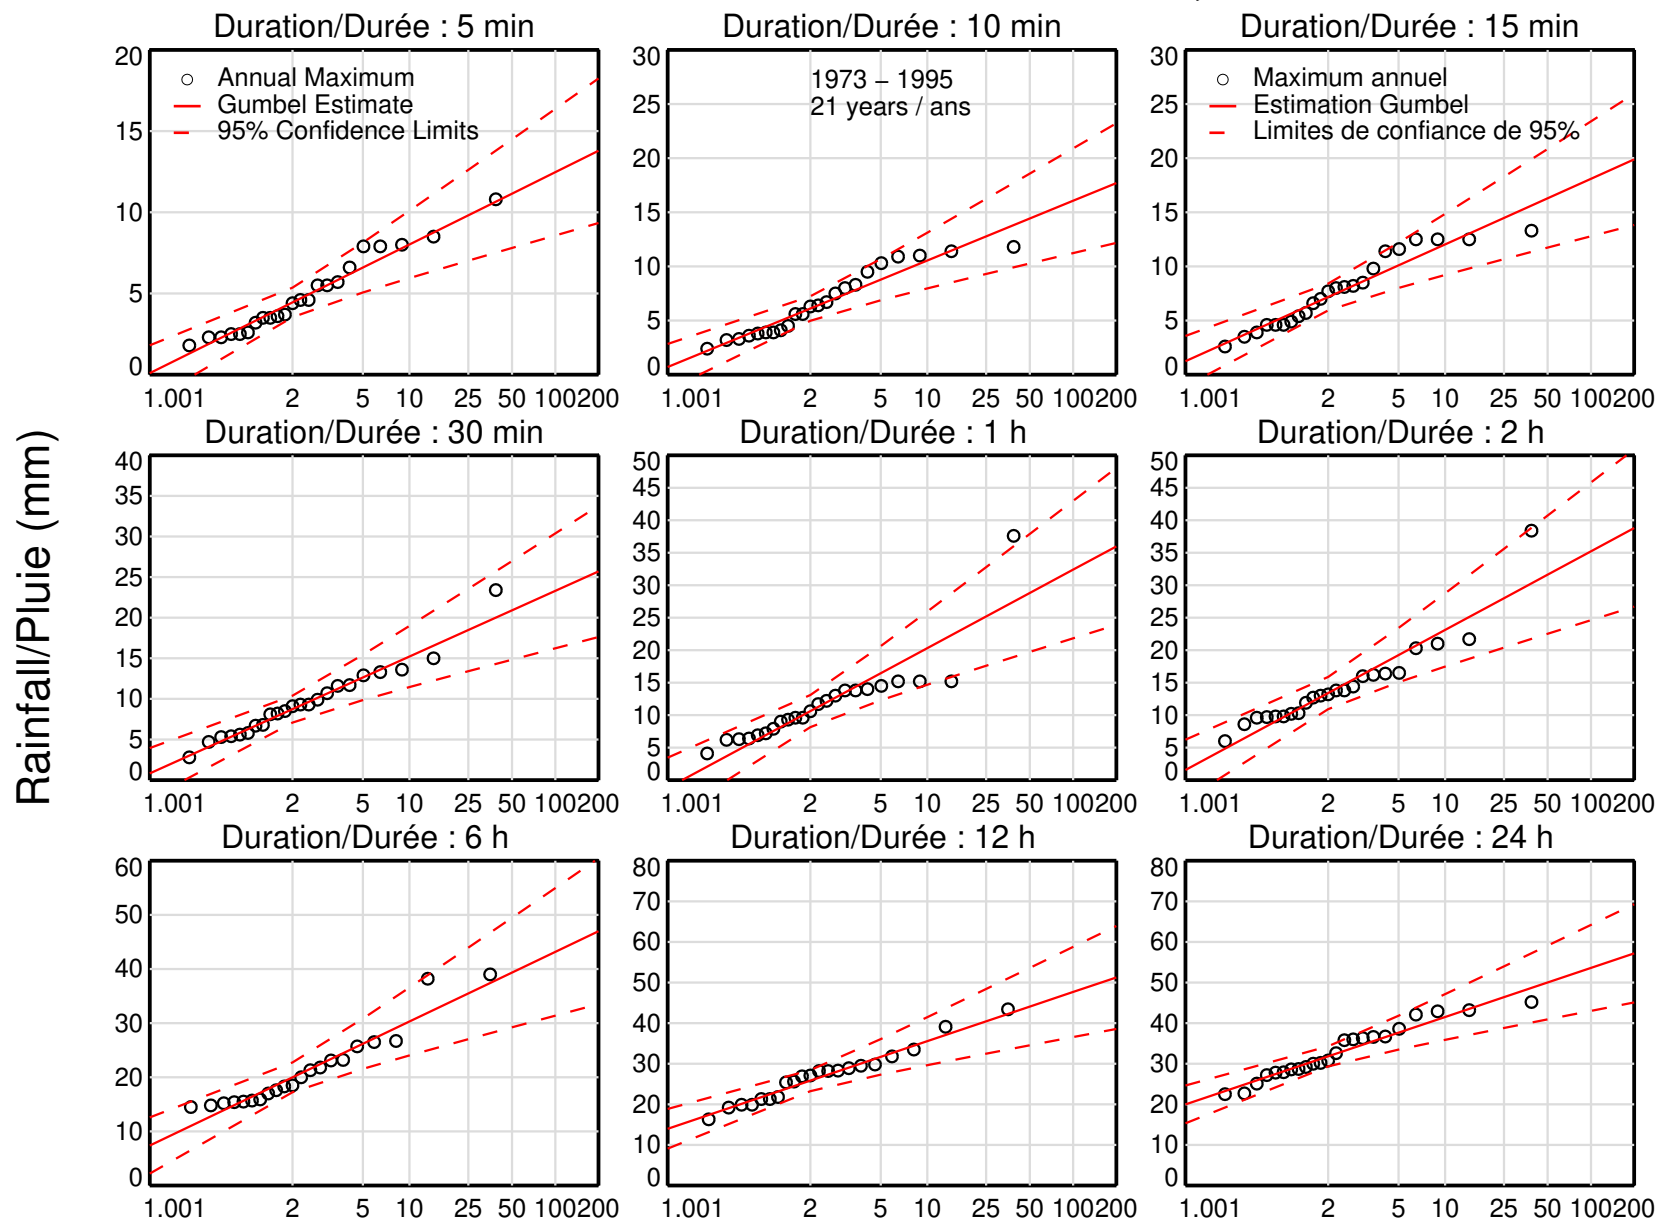 Duration/Durée : 5 min
20
15
10
5
0
Annual Maximum
Gumbel Estimate
95% Confidence Limits
1.001 2 5 10 25 50 100200
Duration/Durée : 10 min
30
25
20
15
10
5
0
1973 – 1995
21 years / ans
1.001 2 5 10 25 50 100200
Duration/Durée : 15 min
30
25
20
15
10
5
0
Maximum annuel
Estimation Gumbel
Limites de confiance de 95%
1.001 2 5 10 25 50 100200
Rainfall/Pluie (mm)
Duration/Durée : 30 min
40
35
30
25
20
15
10
5
0
1.001 2 5 10 25 50 100200
Duration/Durée : 1 h
50
45
40
35
30
25
20
15
10
5
0
1.001 2 5 10 25 50 100200
Duration/Durée : 2 h
50
45
40
35
30
25
20
15
10
5
0
1.001 2 5 10 25 50 100200
Duration/Durée : 6 h
60
50
40
30
20
10
0
1.001 2 5 10 25 50 100200
Duration/Durée : 12 h
80
70
60
50
40
30
20
10
0
1.001 2 5 10 25 50 100200
Duration/Durée : 24 h
80
70
60
50
40
30
20
10
0
1.001 2 5 10 25 50 100200